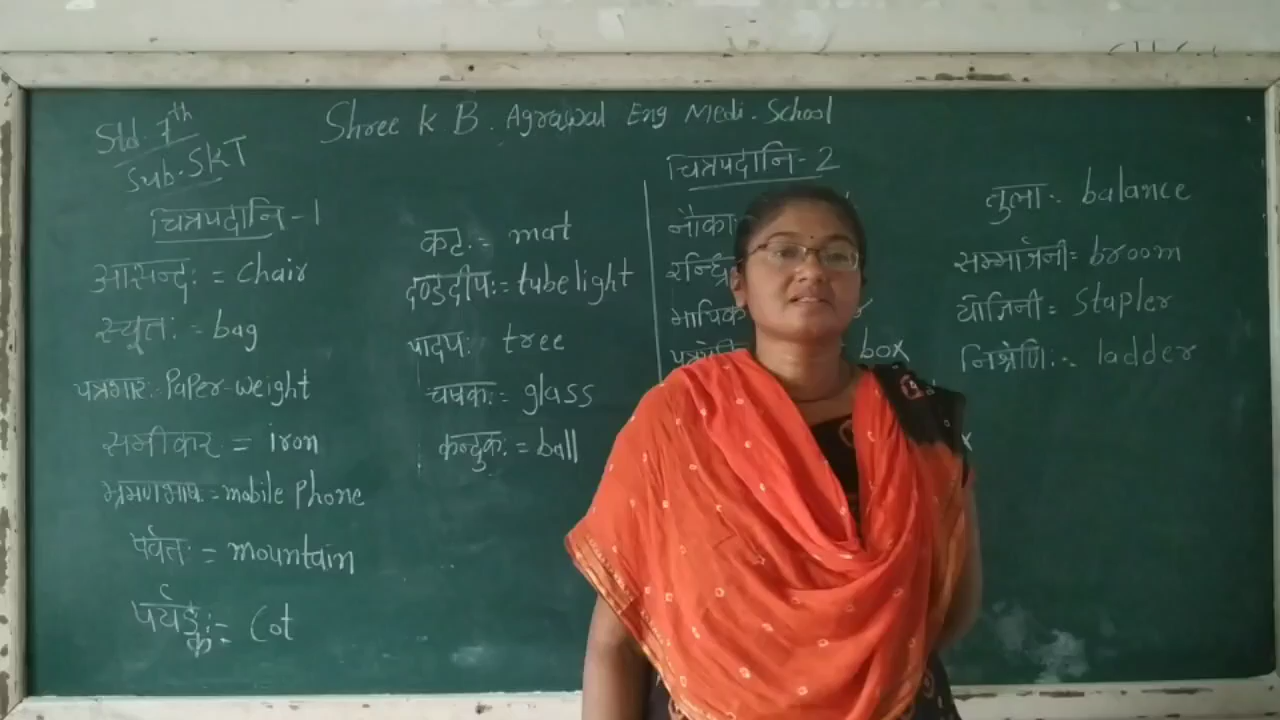 Shree K B. Agrawal Eng Medi. School
Std. 7th
Sub. SKT
चित्रपदानि-1
आसन्दः = chair
स्यूतः = bag
पत्रभारः = Paper-weight
समीकर = iron
भ्रमणभाषः = mobile Phone
पर्वतः = mountain
पर्यङ्कः = Cot
कटः = mat
दण्डदीपः = tubelight
पादपः tree
चषकः = glass
कन्दुकः = ball
चित्रपदानि-2
नौका
मापिक
box
तुलाः balance
सम्मार्जनी = broom
योजिनी = Stapler
निश्रेणिः ladder